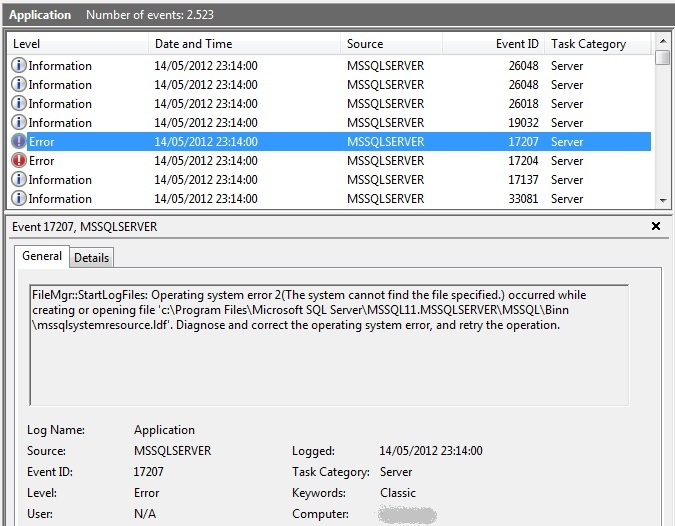 Application Number of events: 2.523
Level Date and Time Source Event ID Task Category
Information 14/05/2012 23:14:00 MSSQLSERVER 26048 Server
Information 14/05/2012 23:14:00 MSSQLSERVER 26048 Server
Information 14/05/2012 23:14:00 MSSQLSERVER 26018 Server
Information 14/05/2012 23:14:00 MSSQLSERVER 19032 Server
Error 14/05/2012 23:14:00 MSSQLSERVER 17207 Server
Error 14/05/2012 23:14:00 MSSQLSERVER 17204 Server
Information 14/05/2012 23:14:00 MSSQLSERVER 17137 Server
Information 14/05/2012 23:14:00 MSSQLSERVER 33081 Server
Event 17207, MSSQLSERVER
General Details
FileMgr::StartLogFiles: Operating system error 2(The system cannot find the file specified.) occurred while
creating or opening file 'c:\Program Files\Microsoft SQL Server\MSSQL11.MSSQLSERVER\MSSQL\Binn
\mssqlsystemresource.ldf'. Diagnose and correct the operating system error, and retry the operation.
Log Name: Application
Source: MSSQLSERVER Logged: 14/05/2012 23:14:00
Event ID: 17207 Task Category: Server
Level: Error Keywords: Classic
User: N/A Computer: